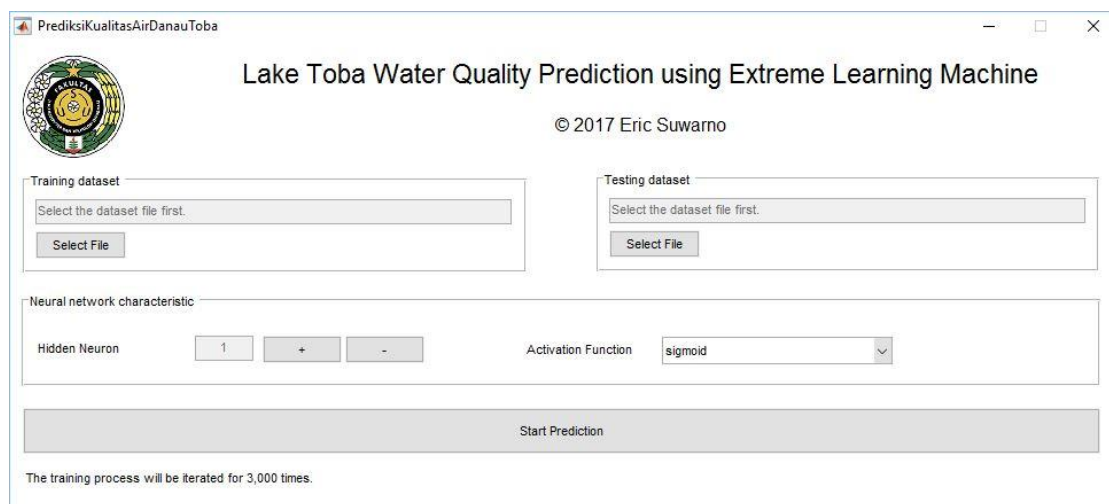 PrediksiKualitasAirDanauToba
Lake Toba Water Quality Prediction using Extreme Learning Machine
© 2017 Eric Suwarno
FAKULTAS
USU
Training dataset
Select the dataset file first.
Select File
Testing dataset
Select the dataset file first.
Select File
Neural network characteristic
Hidden Neuron
1
+
-
Activation Function
sigmoid
Start Prediction
The training process will be iterated for 3,000 times.